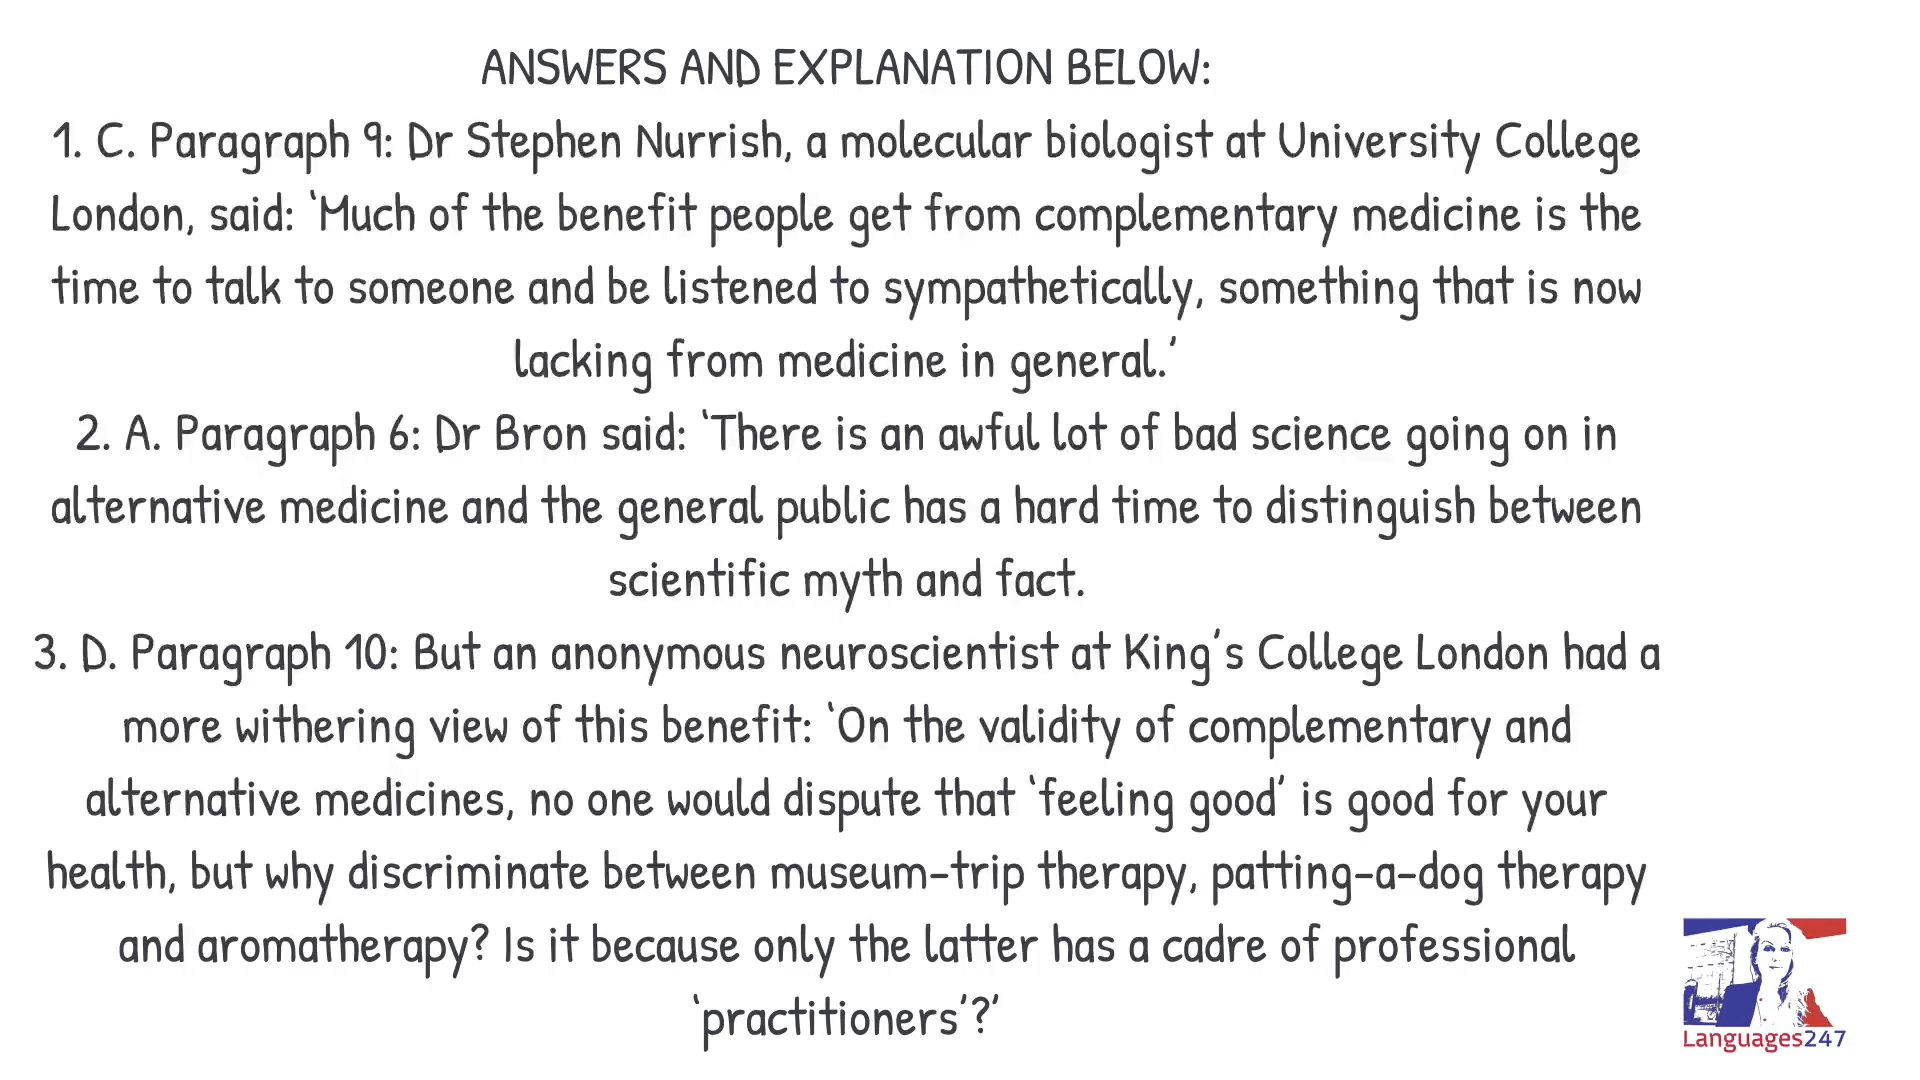 ANSWERS AND EXPLANATION BELOW:
1. C. Paragraph 9: Dr Stephen Nurrish, a molecular biologist at University College
London, said: ‘Much of the benefit people get from complementary medicine is the
time to talk to someone and be listened to sympathetically, something that is now
lacking from medicine in general.’
2. A. Paragraph 6: Dr Bron said: ‘There is an awful lot of bad science going on in
alternative medicine and the general public has a hard time to distinguish between
scientific myth and fact.
3. D. Paragraph 10: But an anonymous neuroscientist at King’s College London had a
more withering view of this benefit: ‘On the validity of complementary and
alternative medicines, no one would dispute that ‘feeling good’ is good for your
health, but why discriminate between museum-trip therapy, patting-a-dog therapy
and aromatherapy? Is it because only the latter has a cadre of professional
‘practitioners’?’
Languages247